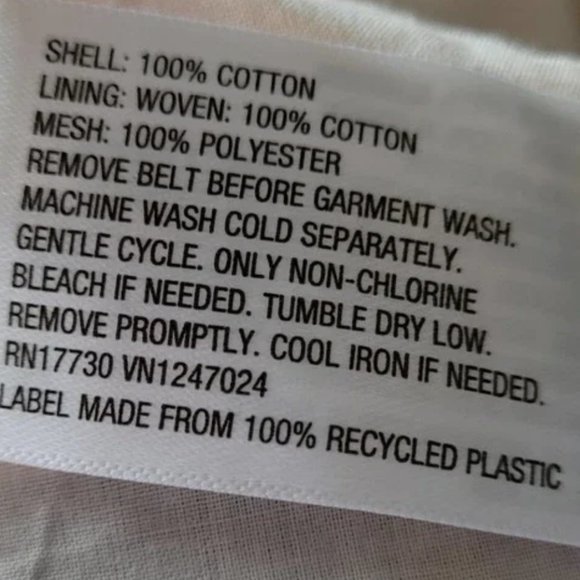 SHELL: 100% COTTON
LINING: WOVEN: 100% COTTON
MESH: 100% POLYESTER
REMOVE BELT BEFORE GARMENT WASH.
MACHINE WASH COLD SEPARATELY.
GENTLE CYCLE. ONLY NON-CHLORINE
BLEACH IF NEEDED. TUMBLE DRY LOW.
REMOVE PROMPTLY. COOL IRON IF NEEDED.
RN17730 VN1247024
LABEL MADE FROM 100% RECYCLED PLASTIC